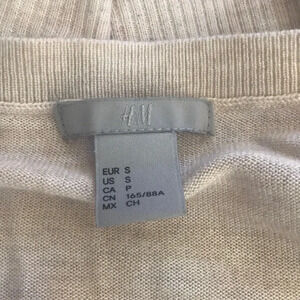 H&M
EUR S
US S
CA P
CN 165/88A
MX CH